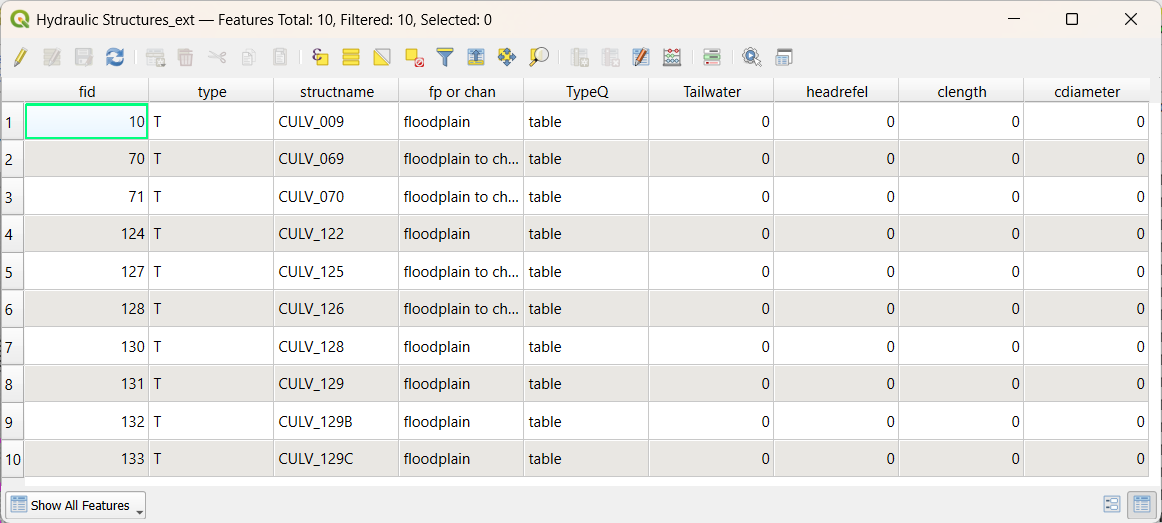 Hydraulic Structures_ext — Features Total: 10, Filtered: 10, Selected: 0
fid type structname fp or chan TypeQ Tailwater headrefel clength cdiameter
1 10 T CULV_009 floodplain table 0 0 0 0
2 70 T CULV_069 floodplain to ch... table 0 0 0 0
3 71 T CULV_070 floodplain to ch... table 0 0 0 0
4 124 T CULV_122 floodplain table 0 0 0 0
5 127 T CULV_125 floodplain to ch... table 0 0 0 0
6 128 T CULV_126 floodplain to ch... table 0 0 0 0
7 130 T CULV_128 floodplain table 0 0 0 0
8 131 T CULV_129 floodplain table 0 0 0 0
9 132 T CULV_129B floodplain table 0 0 0 0
10 133 T CULV_129C floodplain table 0 0 0 0
Show All Features